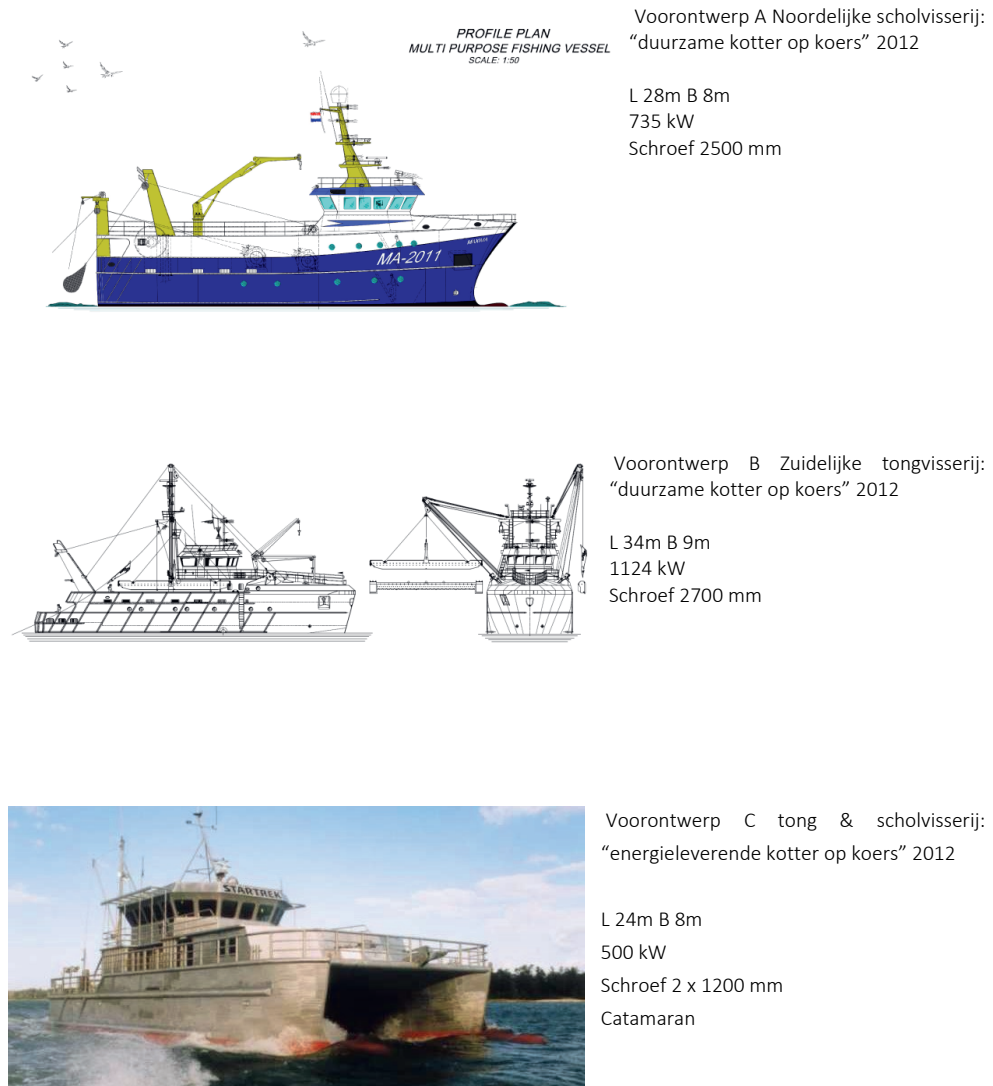 PROFILE PLAN
MULTI PURPOSE FISHING VESSEL
SCALE: 1:50
MA-2011
Voorontwerp A Noordelijke scholvisserij:
“duurzame kotter op koers” 2012
L 28m B 8m
735 kW
Schroef 2500 mm
Voorontwerp B Zuidelijke tongvisserij:
“duurzame kotter op koers” 2012
L 34m B 9m
1124 kW
Schroef 2700 mm
STARTREK
Voorontwerp C tong & scholvisserij:
“energieleverende kotter op koers” 2012
L 24m B 8m
500 kW
Schroef 2 x 1200 mm
Catamaran